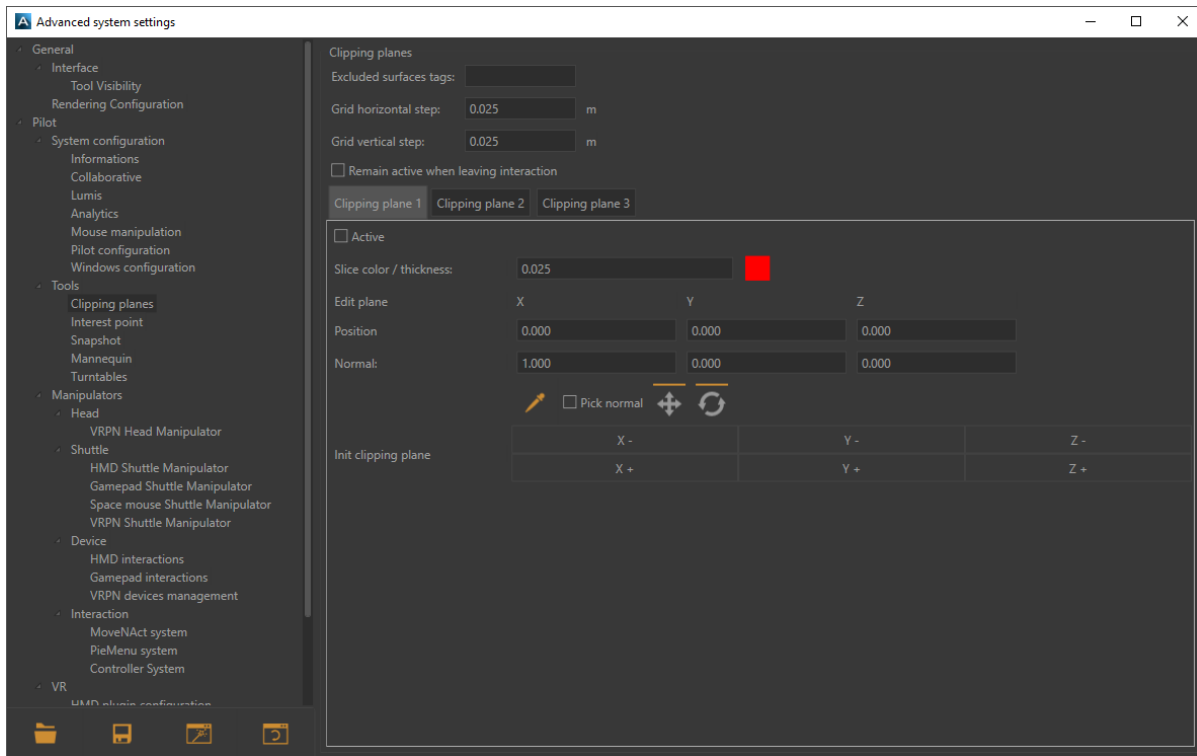 Advanced system settings
General
Interface
Tool Visibility
Rendering Configuration
Pilot
System configuration
Informations
Collaborative
Lumis
Analytics
Mouse manipulation
Pilot configuration
Windows configuration
Tools
Clipping planes
Interest point
Snapshot
Mannequin
Turntables
Manipulators
Head
VRPN Head Manipulator
Shuttle
HMD Shuttle Manipulator
Gamepad Shuttle Manipulator
Space mouse Shuttle Manipulator
VRPN Shuttle Manipulator
Device
HMD interactions
Gamepad interactions
VRPN devices management
Interaction
MoveNAct system
PieMenu system
Controller System
VR
HMD plugin configuration
Clipping planes
Excluded surfaces tags:
Grid horizontal step: 0.025 m
Grid vertical step: 0.025 m
Remain active when leaving interaction
Clipping plane 1 Clipping plane 2 Clipping plane 3
Active
Slice color / thickness: 0.025
Edit plane X Y Z
Position 0.000 0.000 0.000
Normal: 1.000 0.000 0.000
Pick normal
Init clipping plane
X - Y - Z -
X + Y + Z +